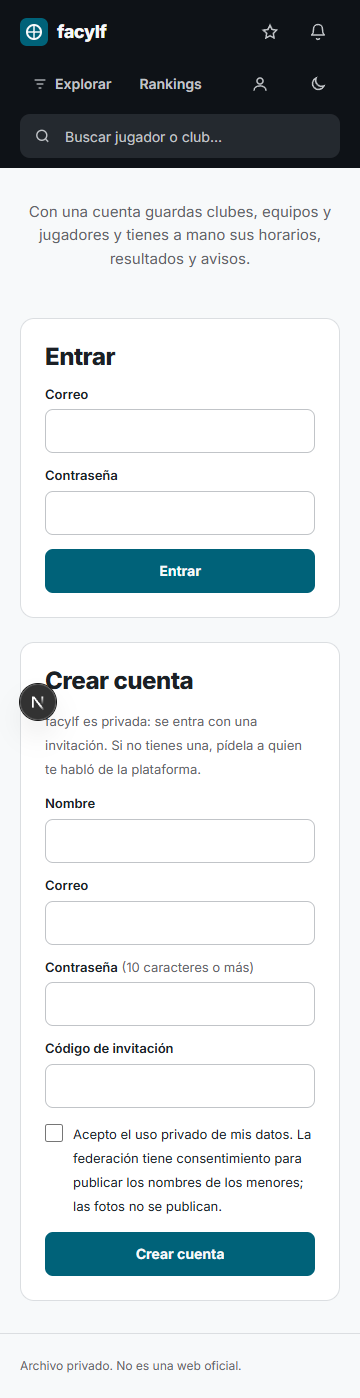 facylf
Explorar
Rankings
Buscar jugador o club...
Con una cuenta guardas clubes, equipos y
jugadores y tienes a mano sus horarios,
resultados y avisos.
Entrar
Correo
Contraseña
Entrar
Crear cuenta
N
facylf es privada: se entra con una
invitación. Si no tienes una, pídela a quien
te habló de la plataforma.
Nombre
Correo
Contraseña (10 caracteres o más)
Código de invitación
Acepto el uso privado de mis datos. La
federación tiene consentimiento para
publicar los nombres de los menores;
las fotos no se publican.
Crear cuenta
Archivo privado. No es una web oficial.